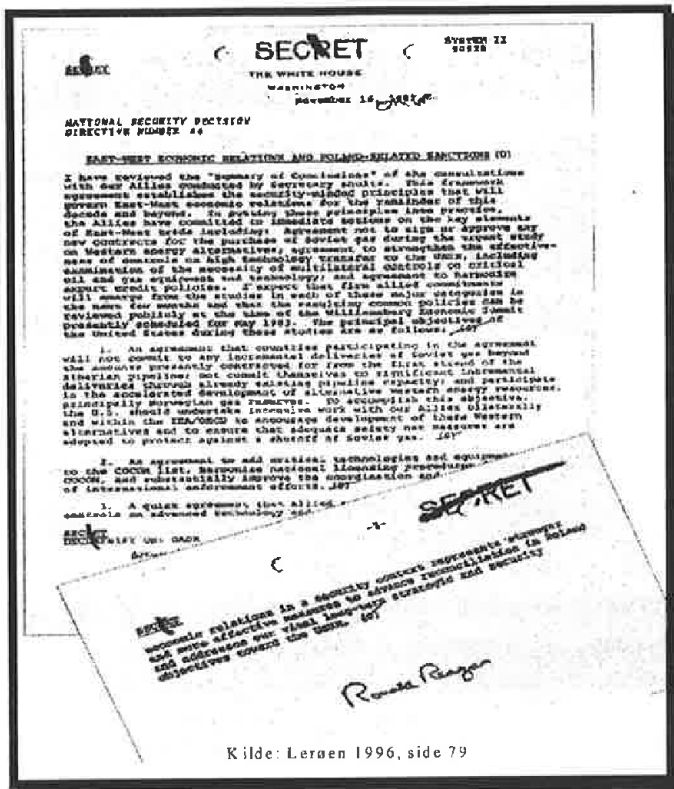 SECRET
SYSTEM II
SECRET
THE WHITE HOUSE
WASHINGTON
November 16,
NATIONAL SECURITY DECISION
DIRECTIVE NUMBER
EAST-WEST ECONOMIC RELATIONS AND POLAND-RELATED SANCTIONS
I have reviewed the "Summary of Conclusions" of the consultations
with our Allies conducted by Secretary Shultz. This framework
agreement establishes the security-minded principles that will
govern East-West economic relations for the remainder of this
decade and beyond. In putting these principles into practice,
the Allies have committed to immediate actions on the key elements
of East-West trade including: Agreement not to sign or approve any
new contracts for the purchase of Soviet gas during the urgent study
on Western energy alternatives; agreement to strengthen the effective-
ness of controls on high technology transfer to the USSR, including
examination of the necessity of multilateral controls on critical
oil and gas equipment and technology; and agreement to harmonize
export credit policies. I expect that firm allied commitments
will emerge from the studies in each of these major categories in
the next few months and that the resulting common policies can be
reviewed publicly at the time of the Williamsburg Economic Summit
presently scheduled for May 1983. The principal objectives of
the United States during these studies are as follows:
1. An agreement that countries participating in the agreement
will not commit to any incremental deliveries of Soviet gas beyond
the amounts presently contracted for from the first strand of the
Siberian pipeline; not commit themselves to significant incremental
deliveries through already existing pipeline capacity; and participate
in the accelerated development of alternative Western energy resources,
principally Norwegian gas reserves. To accomplish this objective,
the U.S. should undertake intensive work with our Allies bilaterally
and within the IEA/OECD to encourage development of these Western
alternatives and to ensure that adequate safety net measures are
adopted to protect against a shutoff of Soviet gas.
2. An agreement to add critical technologies and
to the COCOM list, harmonize national licensing
COCOM, and substantially improve the coordination and
of international enforcement efforts.
3. A quick agreement that Allied
controls on advanced technology and
SECRET
OADR
SECRET
SECRET
economic relations in a security context represents stronger
and more effective measures to advance reconciliation in Poland
and addresses our vital long-term strategic and security
objectives toward the USSR.
Ronald Reagan
Kilde: Lerøen 1996, side 79